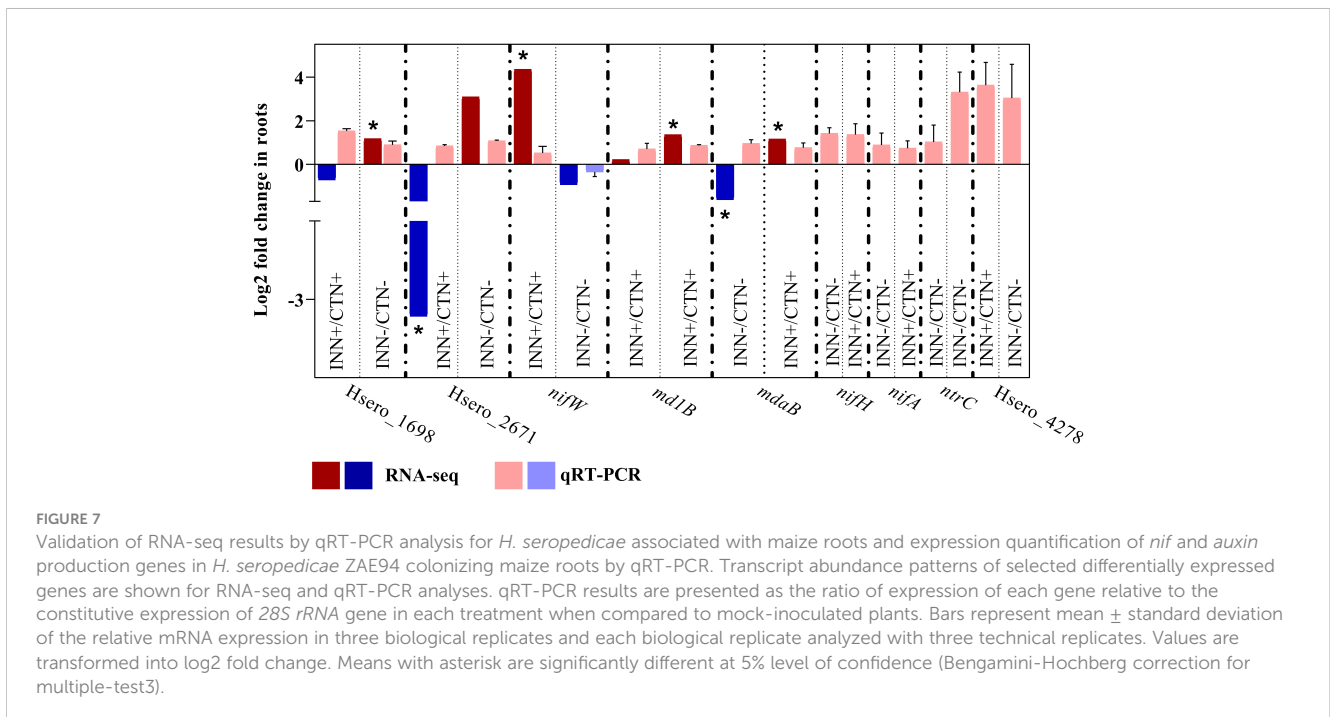 *
*
*
*
*
*
4
2
0
-3
Log2 fold change in roots
INN+/CTN+
INN-/CTN-
INN+/CTN+
INN-/CTN-
INN+/CTN+
INN-/CTN-
INN+/CTN+
INN+/CTN+
INN-/CTN-
INN+/CTN+
INN-/CTN-
INN+/CTN+
INN-/CTN-
INN+/CTN+
INN-/CTN-
INN-/CTN-
INN+/CTN+
INN-/CTN-
Hsero_1698
Hsero_2671
nifW
md1B
mdaB
nifH
nifA
ntrC
Hsero_4278
RNA-seq
qRT-PCR
FIGURE 7
Validation of RNA-seq results by qRT-PCR analysis for H. seropedicae associated with maize roots and expression quantification of nif and auxin
production genes in H. seropedicae ZAE94 colonizing maize roots by qRT-PCR. Transcript abundance patterns of selected differentially expressed
genes are shown for RNA-seq and qRT-PCR analyses. qRT-PCR results are presented as the ratio of expression of each gene relative to the
constitutive expression of 28S rRNA gene in each treatment when compared to mock-inoculated plants. Bars represent mean ± standard deviation
of the relative mRNA expression in three biological replicates and each biological replicate analyzed with three technical replicates. Values are
transformed into log2 fold change. Means with asterisk are significantly different at 5% level of confidence (Bengamini-Hochberg correction for
multiple-test3).